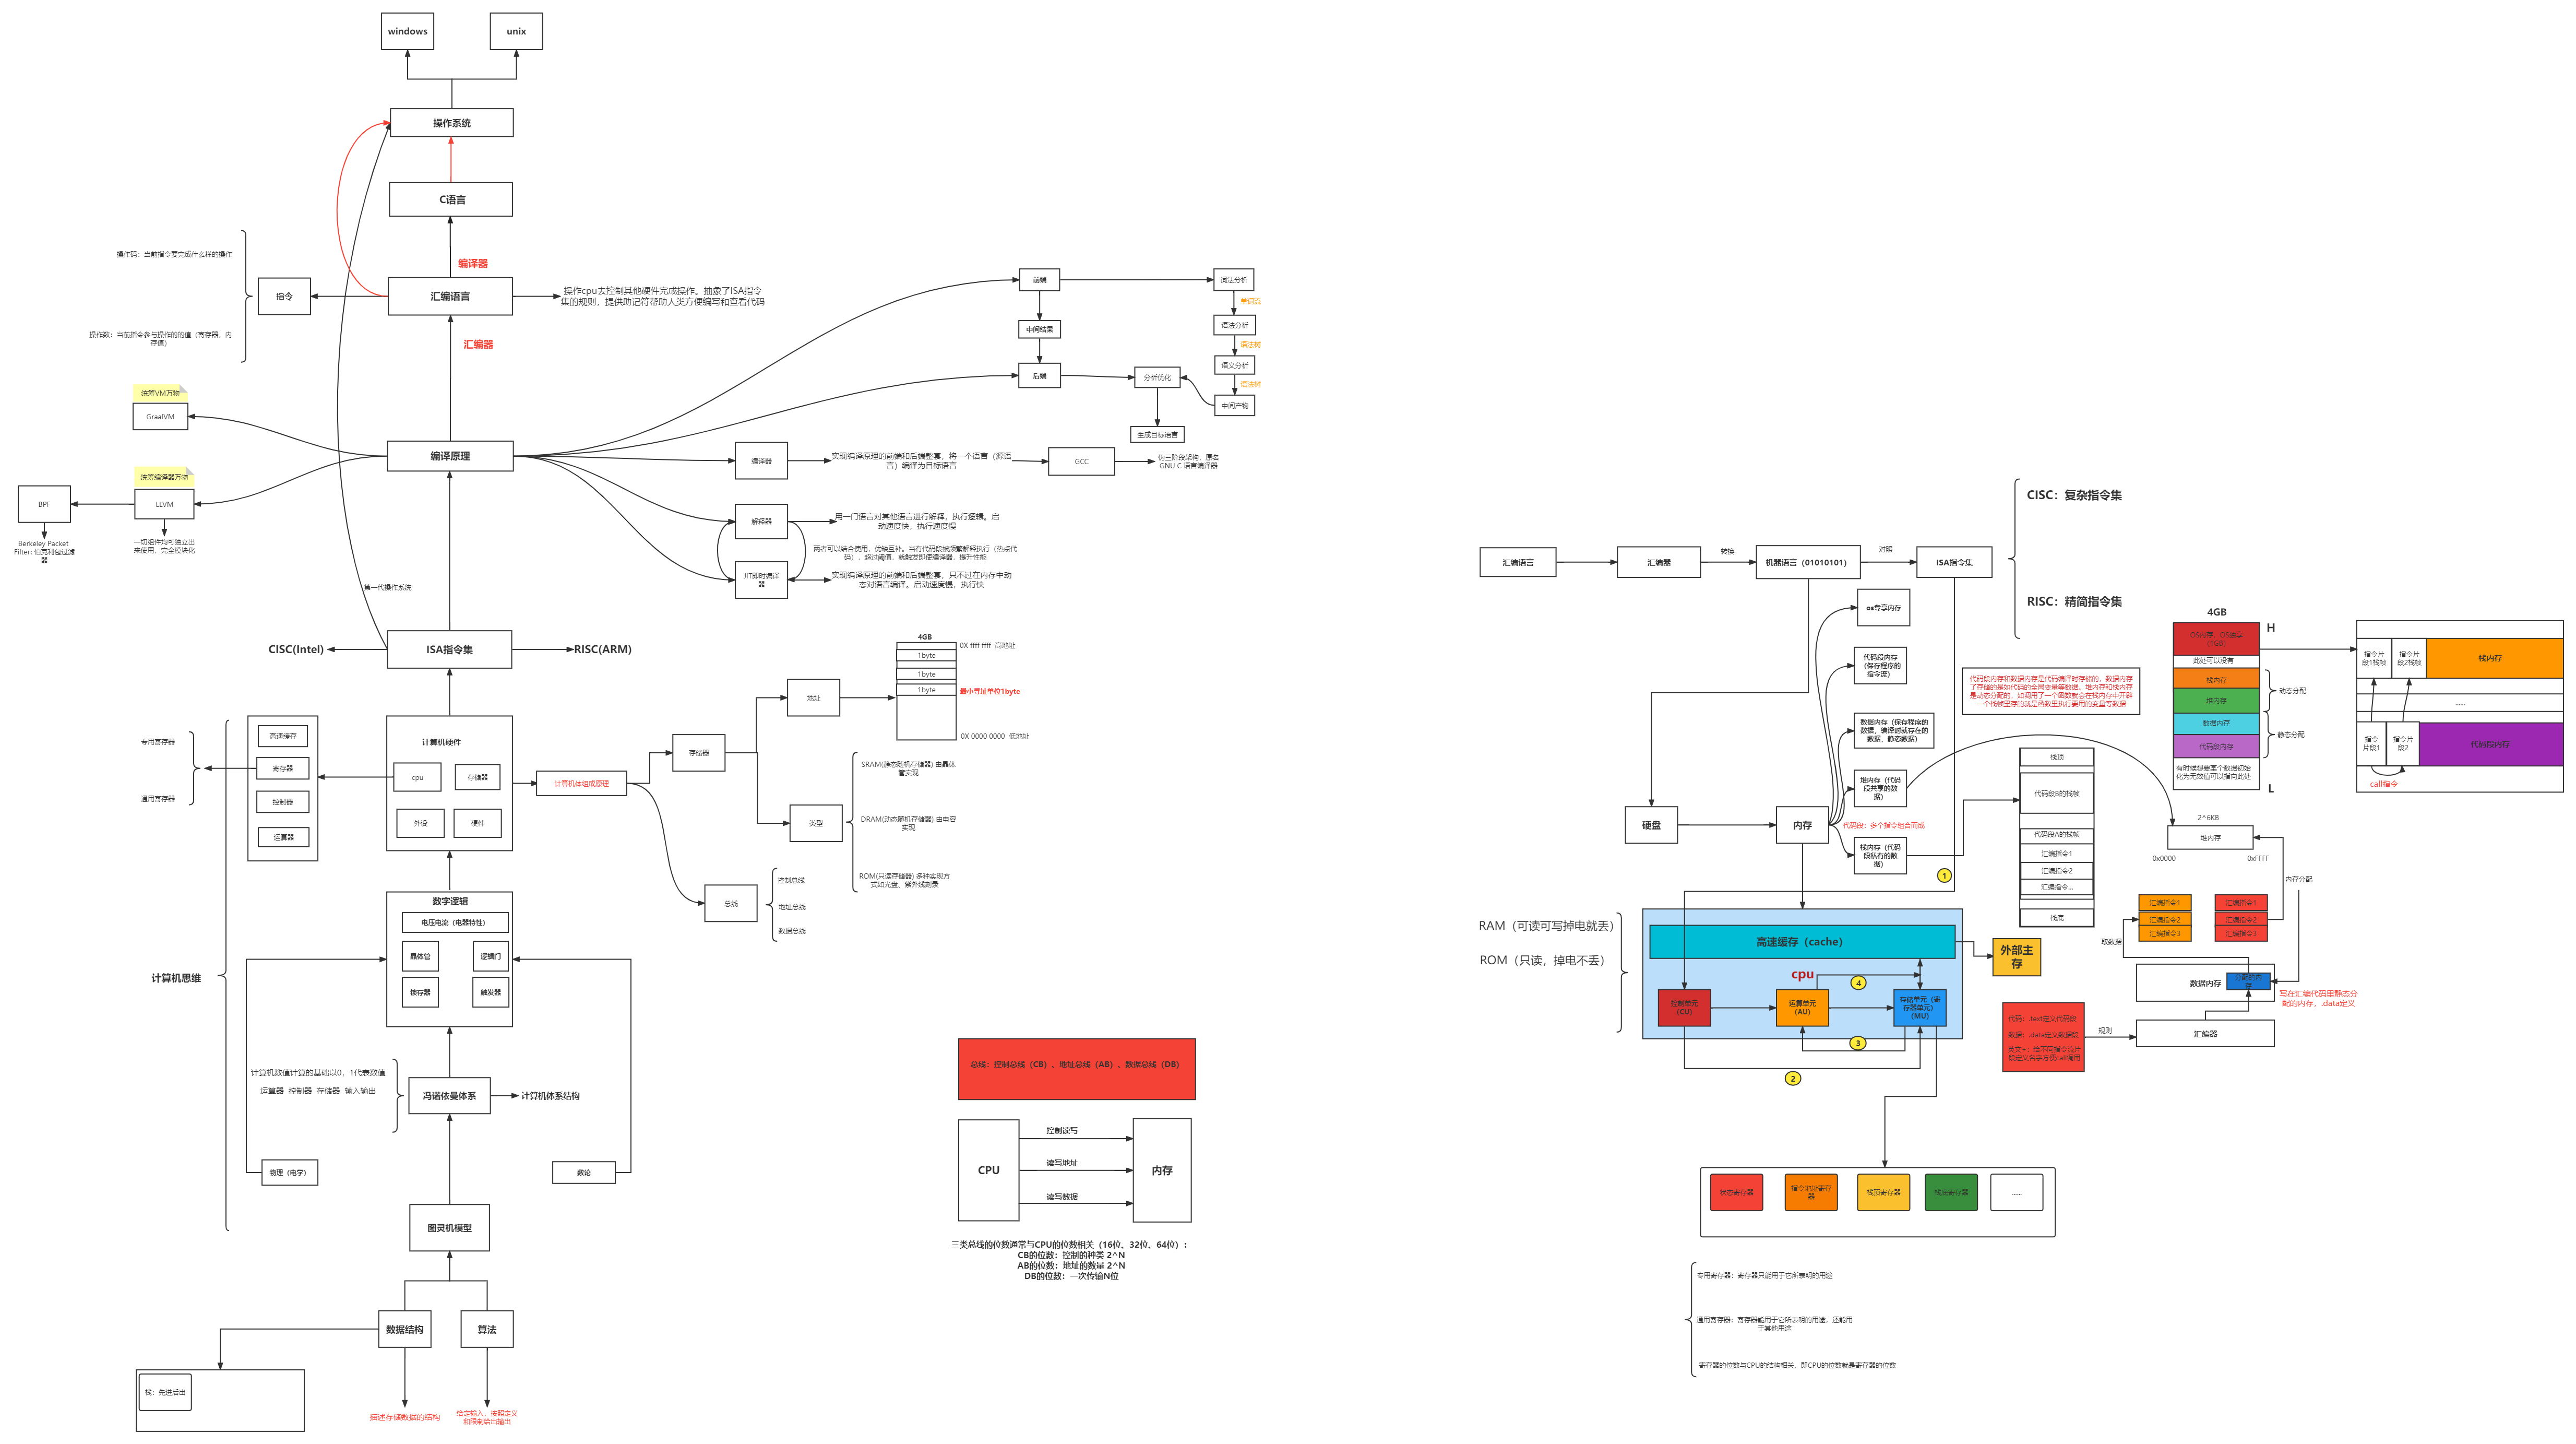 windows
unix
操作系统
C语言
编译器
操作码：当前指令要完成什么样的操作
指令
汇编语言
操作cpu去控制其他硬件完成操作。抽象了ISA指令
集的规则，提供助记符帮助人类方便编写和查看代码
操作数：当前指令参与操作的的值（寄存器，内
存值）
汇编器
前端
词法分析
单词流
中间结果
语法分析
语法树
语义分析
语法树
后端
分析优化
中间产物
生成目标语言
统筹VM万物
GraalVM
编译原理
编译器
实现编译原理的前端和后端整套，将一个语言（源语
言）编译为目标语言
GCC
伪三阶段架构，原名
GNU C 语言编译器
统筹编译器万物
BPF
LLVM
Berkeley Packet
Filter: 伯克利包过滤
器
一切组件均可独立出
来使用，完全模块化
解释器
用一门语言对其他语言进行解释，执行逻辑。启
动速度快，执行速度慢
两者可以结合使用，优缺互补。当有代码段被频繁解释执行（热点代
码），超过阈值，就触发即使编译器，提升性能
JIT即时编译
器
实现编译原理的前端和后端整套，只不过在内存中动
态对语言编译。启动速度慢，执行快
第一代操作系统
CISC(Intel)
ISA指令集
RISC(ARM)
4GB
0X ffff ffff 高地址
1byte
1byte
1byte
最小寻址单位1byte
0X 0000 0000 低地址
地址
存储器
类型
SRAM(静态随机存储器) 由晶体
管实现
DRAM(动态随机存储器) 由电容
实现
ROM(只读存储器) 多种实现方
式如光盘，紫外线刻录
计算机体组成原理
总线
控制总线
地址总线
数据总线
专用寄存器
通用寄存器
高速缓存
寄存器
控制器
运算器
计算机硬件
cpu
存储器
外设
硬件
数字逻辑
电压电流（电器特性）
晶体管
逻辑门
锁存器
触发器
计算机思维
计算机数值计算的基础以0，1代表数值
运算器 控制器 存储器 输入输出
冯诺依曼体系
计算机体系结构
物理（电学）
数论
图灵机模型
数据结构
算法
栈：先进后出
描述存储数据的结构
给定输入，按照定义
和限制给出输出
总线：控制总线（CB）、地址总线（AB）、数据总线（DB）
CPU
控制读写
读写地址
读写数据
内存
三类总线的位数通常与CPU的位数相关（16位、32位、64位）：
CB的位数：控制的种类 2^N
AB的位数：地址的数量 2^N
DB的位数：一次传输N位
汇编语言
汇编器
转换
机器语言（01010101）
对照
ISA指令集
CISC：复杂指令集
RISC：精简指令集
os专享内存
代码段内存
（保存程序的
指令流）
数据内存（保存程序的
数据，编译时就存在的
数据，静态数据）
堆内存（代码
段共享的数
据）
代码段：多个指令组合而成
栈内存（代码
段私有的数
据）
硬盘
内存
代码段内存和数据内存是代码编译时存储的，数据内存
了存储的是如代码的全局变量等数据。堆内存和栈内存
是动态分配的，如调用了一个函数就会在栈内存中开辟
一个栈帧里存的就是函数里执行要用的变量等数据
4GB
H
OS内存，OS独享
（1GB）
此处可以没有
栈内存
堆内存
数据内存
代码段内存
有时候想要某个数据初始
化为无效值可以指向此处
L
动态分配
静态分配
指令片
段1栈帧
指令片
段2栈帧
栈内存
......
指令
片段1
指令片
段2
代码段内存
call指令
栈顶
代码段B的栈帧
代码段A的栈帧
汇编指令1
汇编指令2
汇编指令...
栈底
2^6KB
堆内存
0x0000
0xFFFF
内存分配
汇编指令1
汇编指令2
汇编指令3
汇编指令1
汇编指令2
汇编指令3
取数据
数据内存
写在汇编代码里静态分
配的内存，.data定义
代码：.text定义代码段
数据：.data定义数据段
英文+：给不同指令流片
段定义名字方便call调用
规则
汇编器
1
RAM（可读可写掉电就丢）
ROM（只读，掉电不丢）
高速缓存（cache）
外部主
存
cpu
4
控制单元
（CU）
运算单元
（AU）
存储单元（寄
存器单元）
（MU）
3
2
状态寄存器
指令地址寄存
器
栈顶寄存器
栈底寄存器
......
专用寄存器：寄存器只能用于它所表明的用途
通用寄存器：寄存器能用于它所表明的用途，还能用
于其他用途
寄存器的位数与CPU的结构相关，即CPU的位数就是寄存器的位数